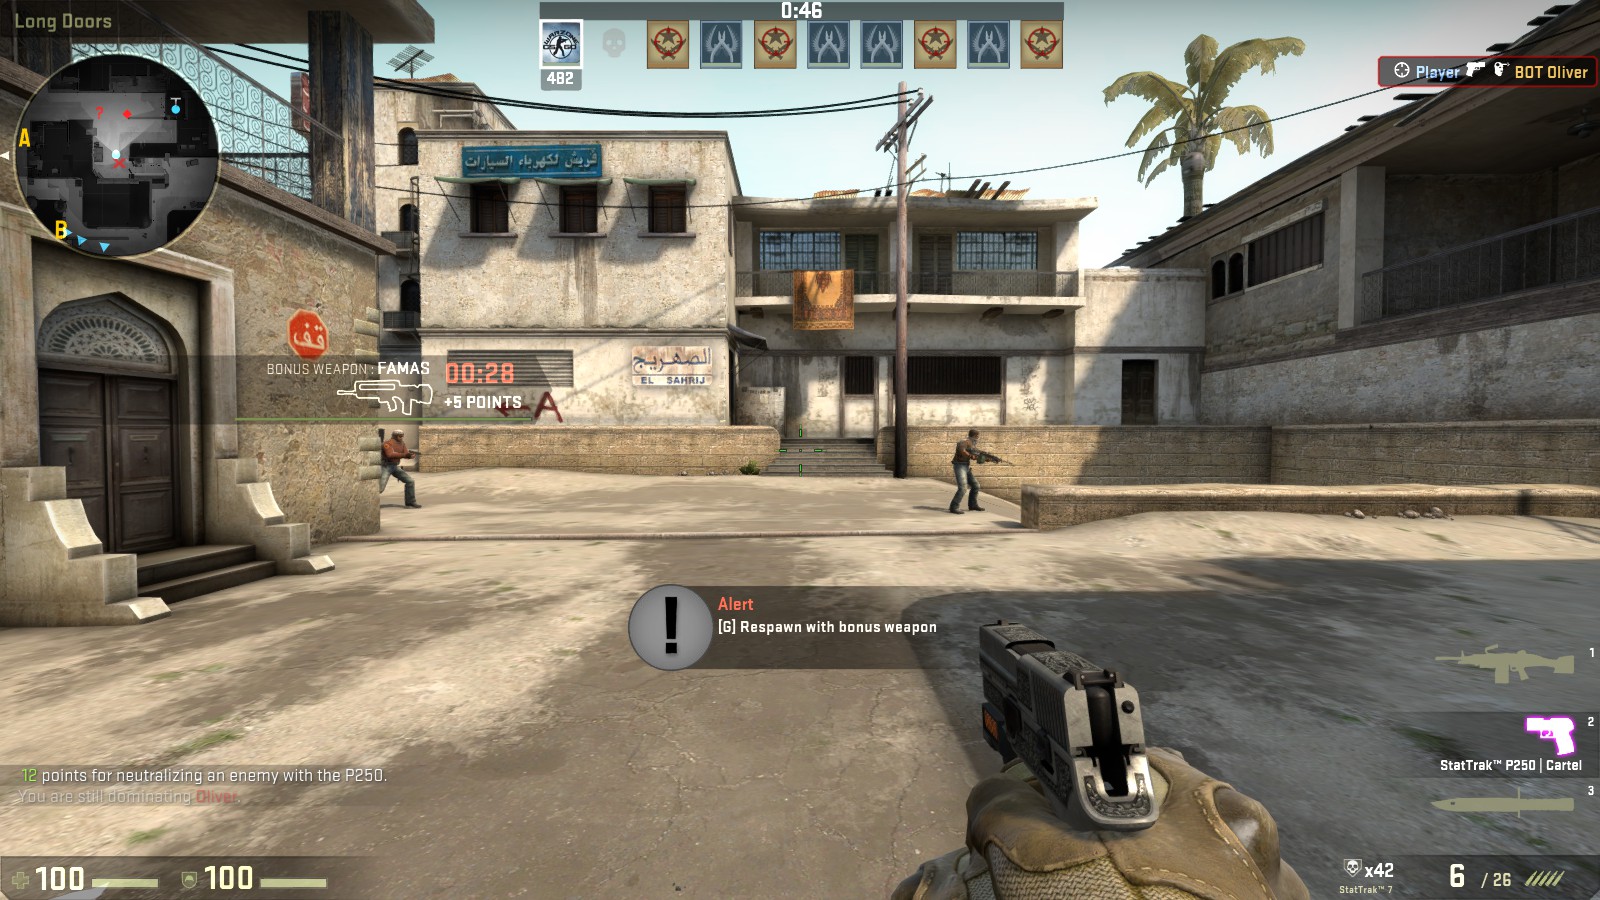 Long Doors
0:46
482
Player BOT Oliver
A
?
T
B
قريش لكهرباء السيارات
قف
الصهريج
EL SAHRIJ
BONUS WEAPON : FAMAS
00:28
+5 POINTS
A
Alert
[G] Respawn with bonus weapon
1
2
StatTrak™ P250 | Cartel
3
12 points for neutralizing an enemy with the P250.
You are still dominating Oliver.
100
100
x42
StatTrak™ 7
6 / 26